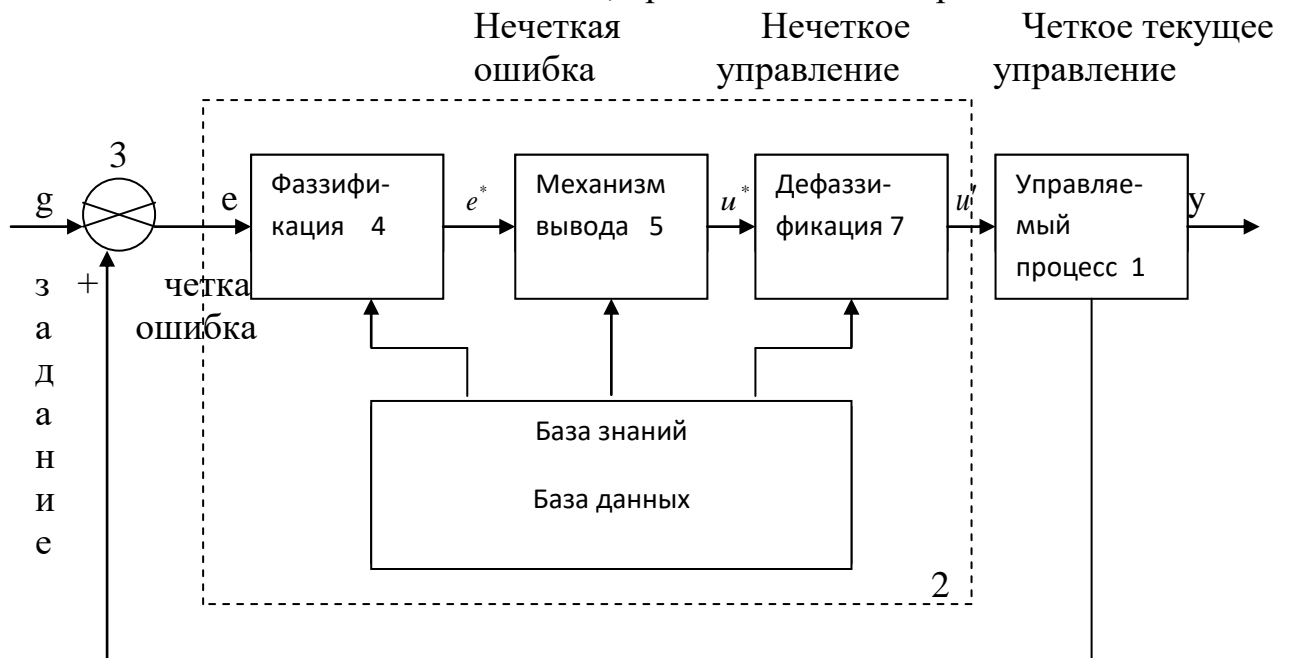 Нечеткая Нечеткое Четкое текущее
ошибка управление управление
3
g
e
Фаззифи-
кация 4
e*
Механизм
вывода 5
u*
Дефаззи-
фикация 7
u'
Управляе-
мый
процесс 1
y
+
четка
ошибка
з
а
д
а
н
и
е
База знаний
База данных
2